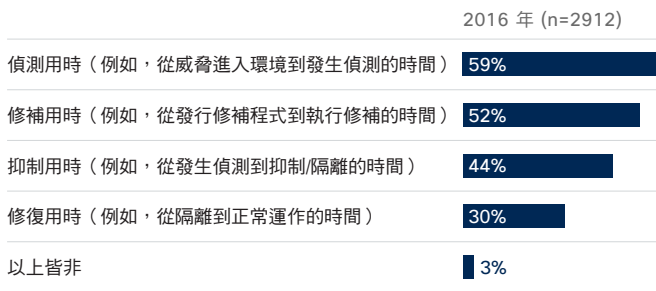 2016 年 (n=2912)
偵測用時（例如，從威脅進入環境到發生偵測的時間） 59%
修補用時（例如，從發行修補程式到執行修補的時間） 52%
抑制用時（例如，從發生偵測到抑制/隔離的時間） 44%
修復用時（例如，從隔離到正常運作的時間） 30%
以上皆非 3%